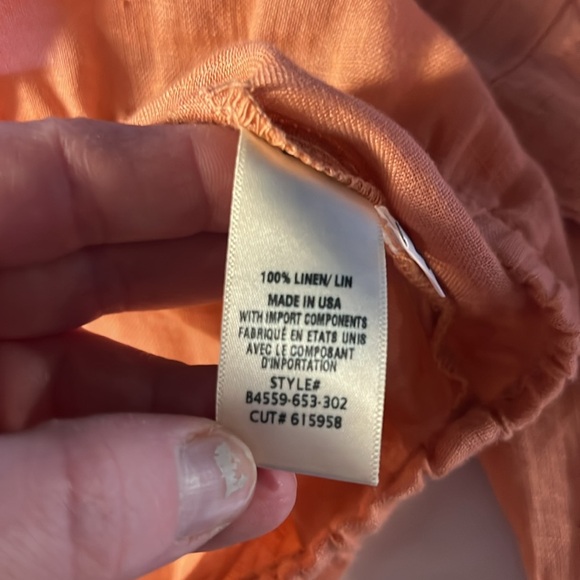 100% LINEN/ LIN
MADE IN USA
WITH IMPORT COMPONENTS
FABRIQUÉ EN ETATS UNIS
AVEC LE COMPOSANT
D'INPORTATION
STYLE#
B4559-653-302
CUT# 615958